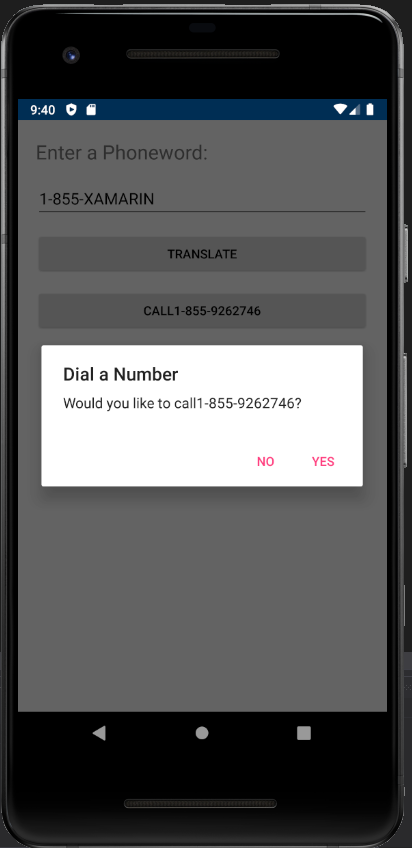 9:40
Enter a Phoneword:
1-855-XAMARIN
TRANSLATE
CALL1-855-9262746
Dial a Number
Would you like to call1-855-9262746?
NO YES